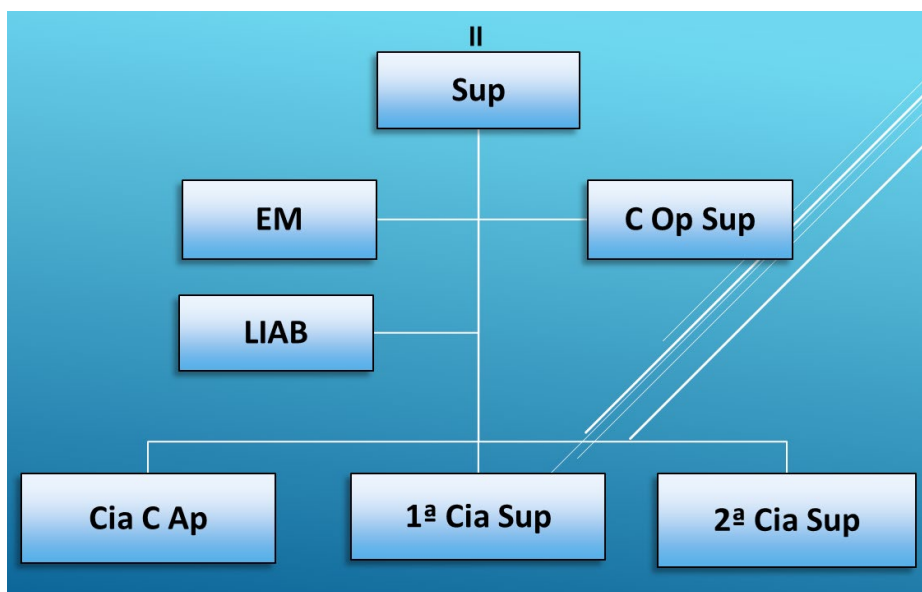 II
Sup
EM
C Op Sup
LIAB
Cia C Ap
1ª Cia Sup
2ª Cia Sup